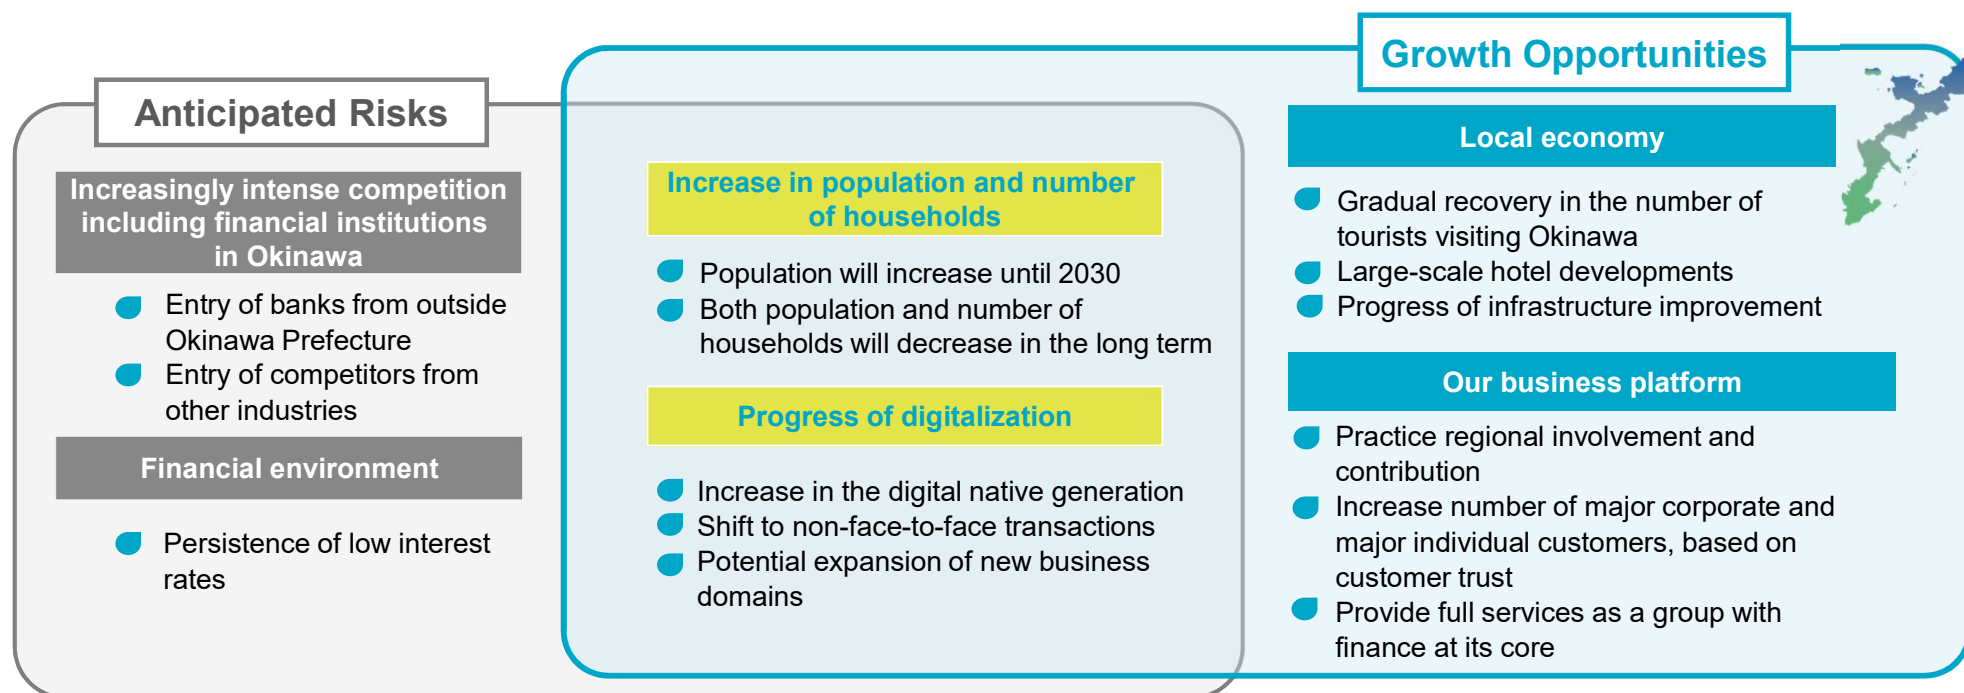 Anticipated Risks
Increasingly intense competition
including financial institutions
in Okinawa
Entry of banks from outside
Okinawa Prefecture
Entry of competitors from
other industries
Financial environment
Persistence of low interest
rates
Increase in population and number
of households
Population will increase until 2030
Both population and number of
households will decrease in the long term
Progress of digitalization
Increase in the digital native generation
Shift to non-face-to-face transactions
Potential expansion of new business
domains
Growth Opportunities
Local economy
Gradual recovery in the number of
tourists visiting Okinawa
Large-scale hotel developments
Progress of infrastructure improvement
Our business platform
Practice regional involvement and
contribution
Increase number of major corporate and
major individual customers, based on
customer trust
Provide full services as a group with
finance at its core